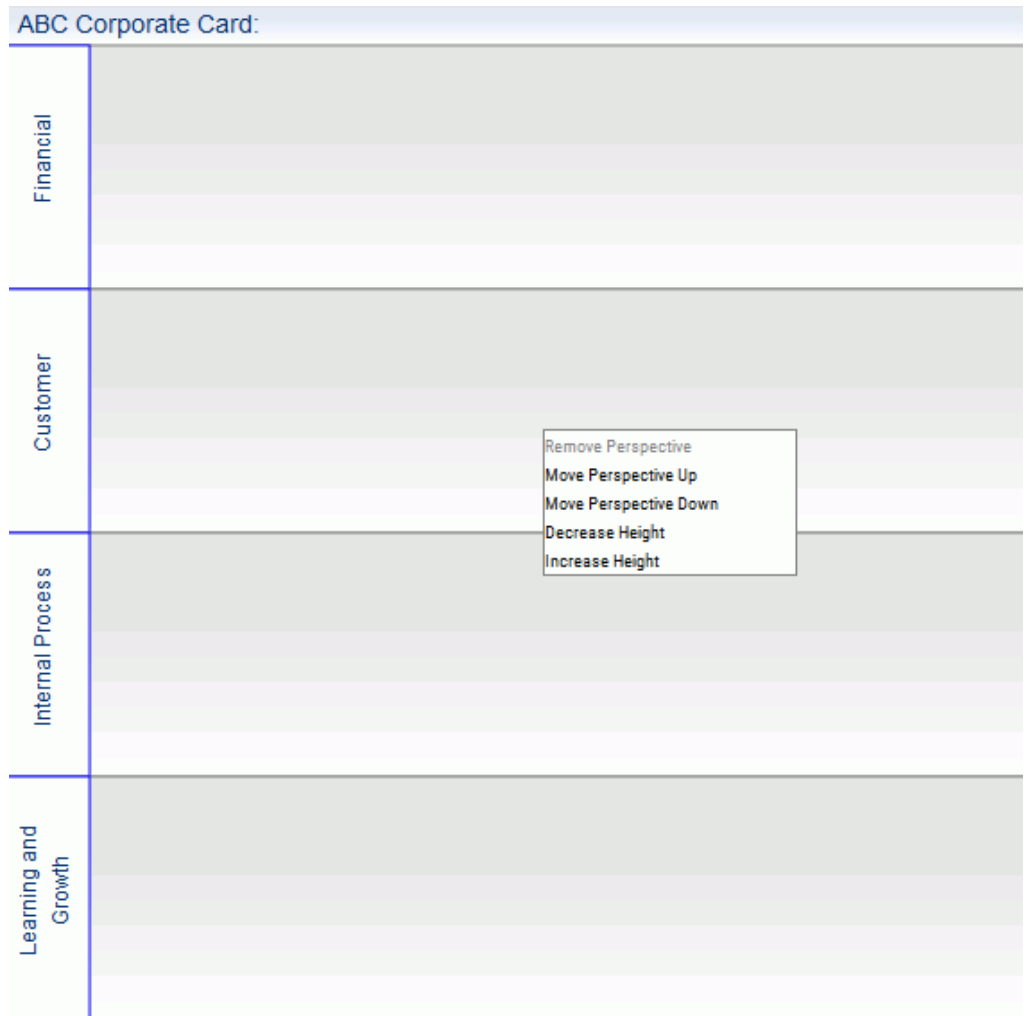 ABC Corporate Card:
Financial
Customer
Remove Perspective
Move Perspective Up
Move Perspective Down
Decrease Height
Increase Height
Internal Process
Learning and
Growth